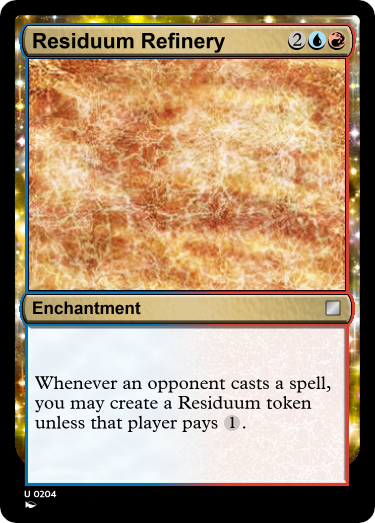 Residuum Refinery 2
Enchantment
Whenever an opponent casts a spell,
you may create a Residuum token
unless that player pays 1.
U 0204